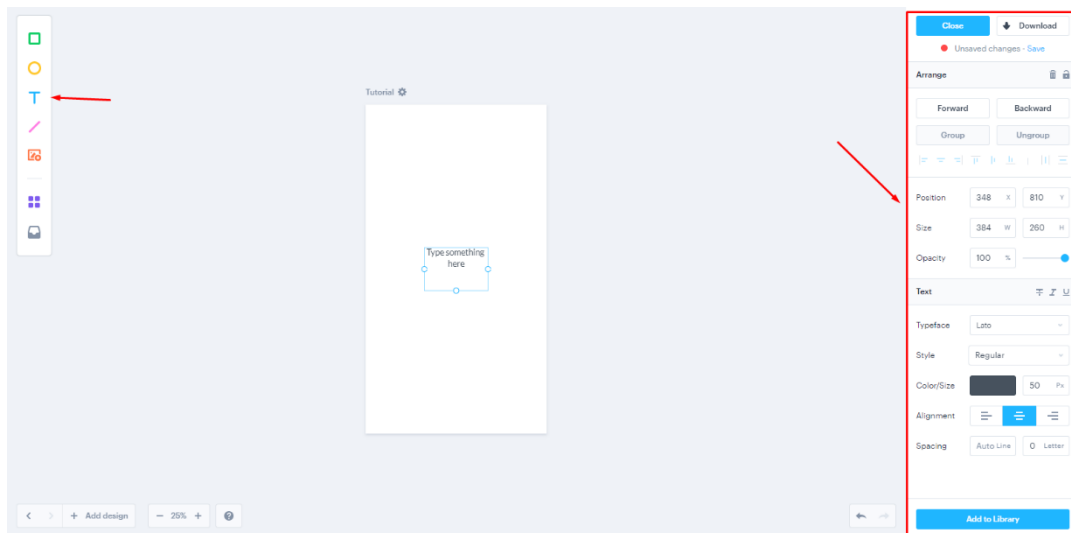 Close
Download
Unsaved changes - Save
Arrange
Tutorial
Forward
Backward
Group
Ungroup
Position 348 X 810 Y
Size 384 W 260 H
Opacity 100 %
Type something
here
Text T I U
Typeface Lato
Style Regular
Color/Size 50 Px
Alignment
Spacing Auto Line 0 Letter
+ Add design
− 25% +
?
Add to Library